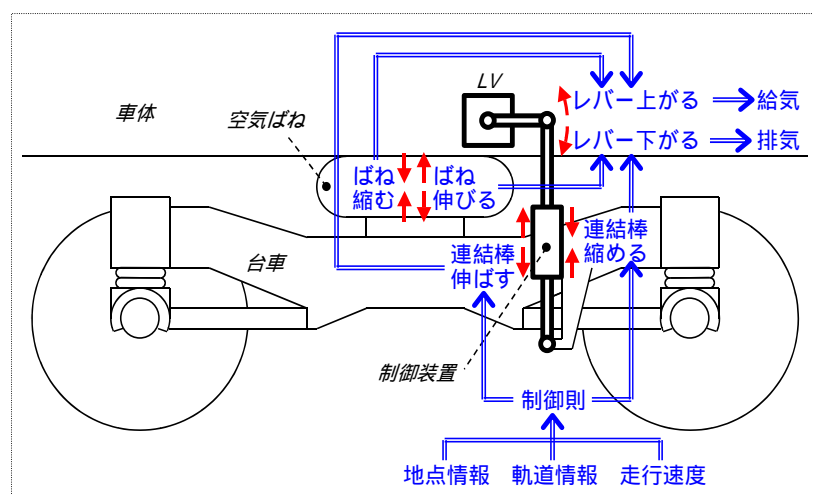 LV
車体
空気ばね
レバー上がる
給気
レバー下がる
排気
ばね
縮む
ばね
伸びる
連結棒
縮める
連結棒
伸ばす
台車
制御装置
制御則
地点情報
軌道情報
走行速度